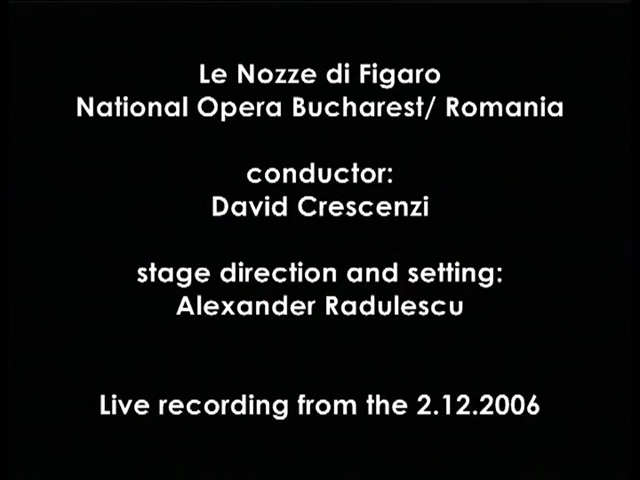 Le Nozze di Figaro
National Opera Bucharest/ Romania
conductor:
David Crescenzi
stage direction and setting:
Alexander Radulescu
Live recording from the 2.12.2006